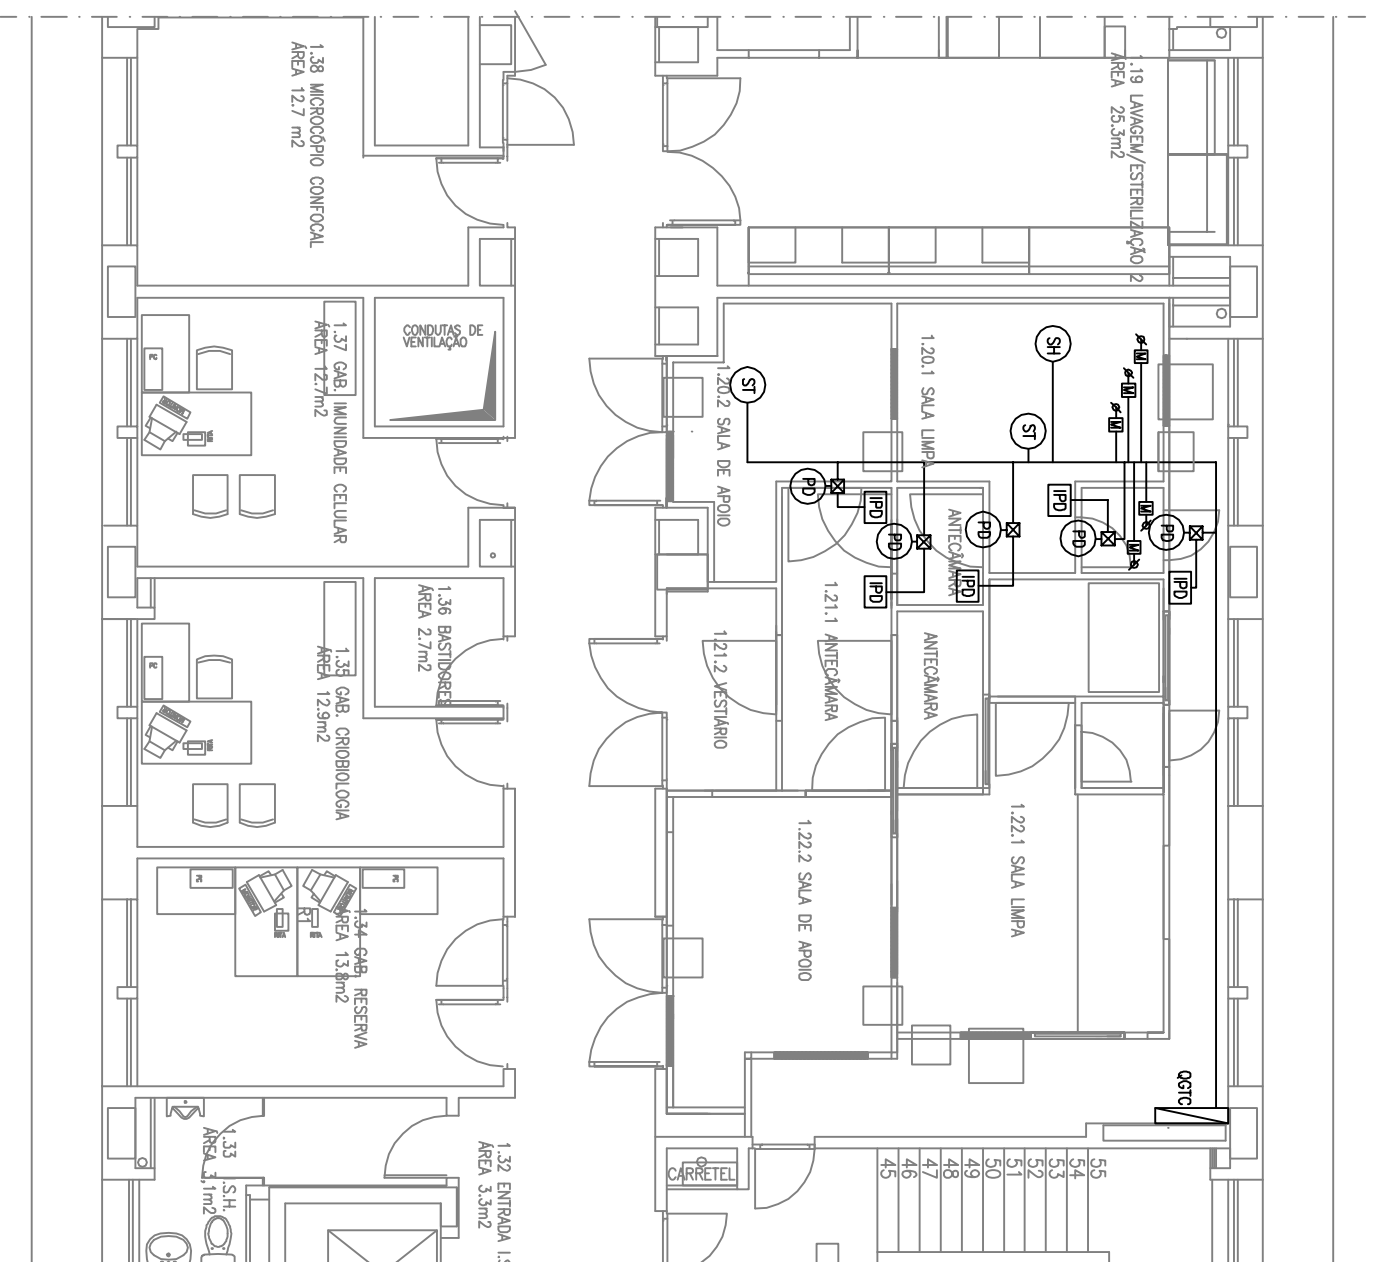 1.38 MICROCÓPIO CONFOCAL
ÁREA 12.7 m2
1.19 LAVAGEM/ESTERILIZAÇÃO 2
ÁREA 25.3m2
CONDUTAS DE
VENTILAÇÃO
1.37 GAB. IMUNIDADE CELULAR
ÁREA 12.7m2
PC
1.20.2 SALA DE APOIO
1.20.1 SALA LIMPA
ST
SH
ST
M
M
M
M
M
PD
IPD
PD
IPD
PD
IPD
PD
IPD
PD
IPD
ANTECÂMARA
1.36 BASTIDORES
ÁREA 2.7m2
1.35 GAB. CRIOBIOLOGIA
ÁREA 12.9m2
PC
1.21.2 VESTIÁRIO
1.21.1 ANTECÂMARA
ANTECÂMARA
1.22.2 SALA DE APOIO
1.22.1 SALA LIMPA
PC
PC
1.34 GAB. RESERVA
ÁREA 13.8m2
QGTC
1.33 I.S.H.
ÁREA 3,1m2
1.32 ENTRADA I.S
ÁREA 3.3m2
CARRETEL
45
46
47
48
49
50
51
52
53
54
55